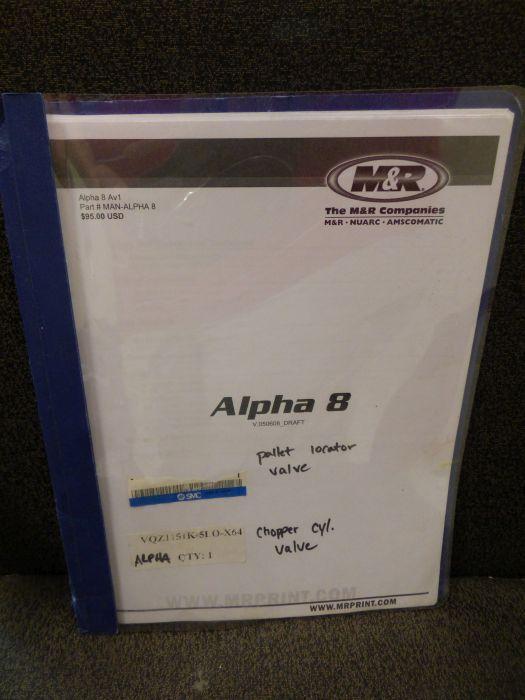 Alpha 8 Av1
Part # MAN-ALPHA 8
$95.00 USD
M&R
The M&R Companies
M&R · NUARC · AMSCOMATIC
Alpha 8
V.050606_DRAFT
pallet locator
valve
SMC
VQZ1151K-5LO-X64
ALPHA QTY: 1
Chopper cyl.
valve
WWW.MRPRINT.COM
WWW.MRPRINT.COM